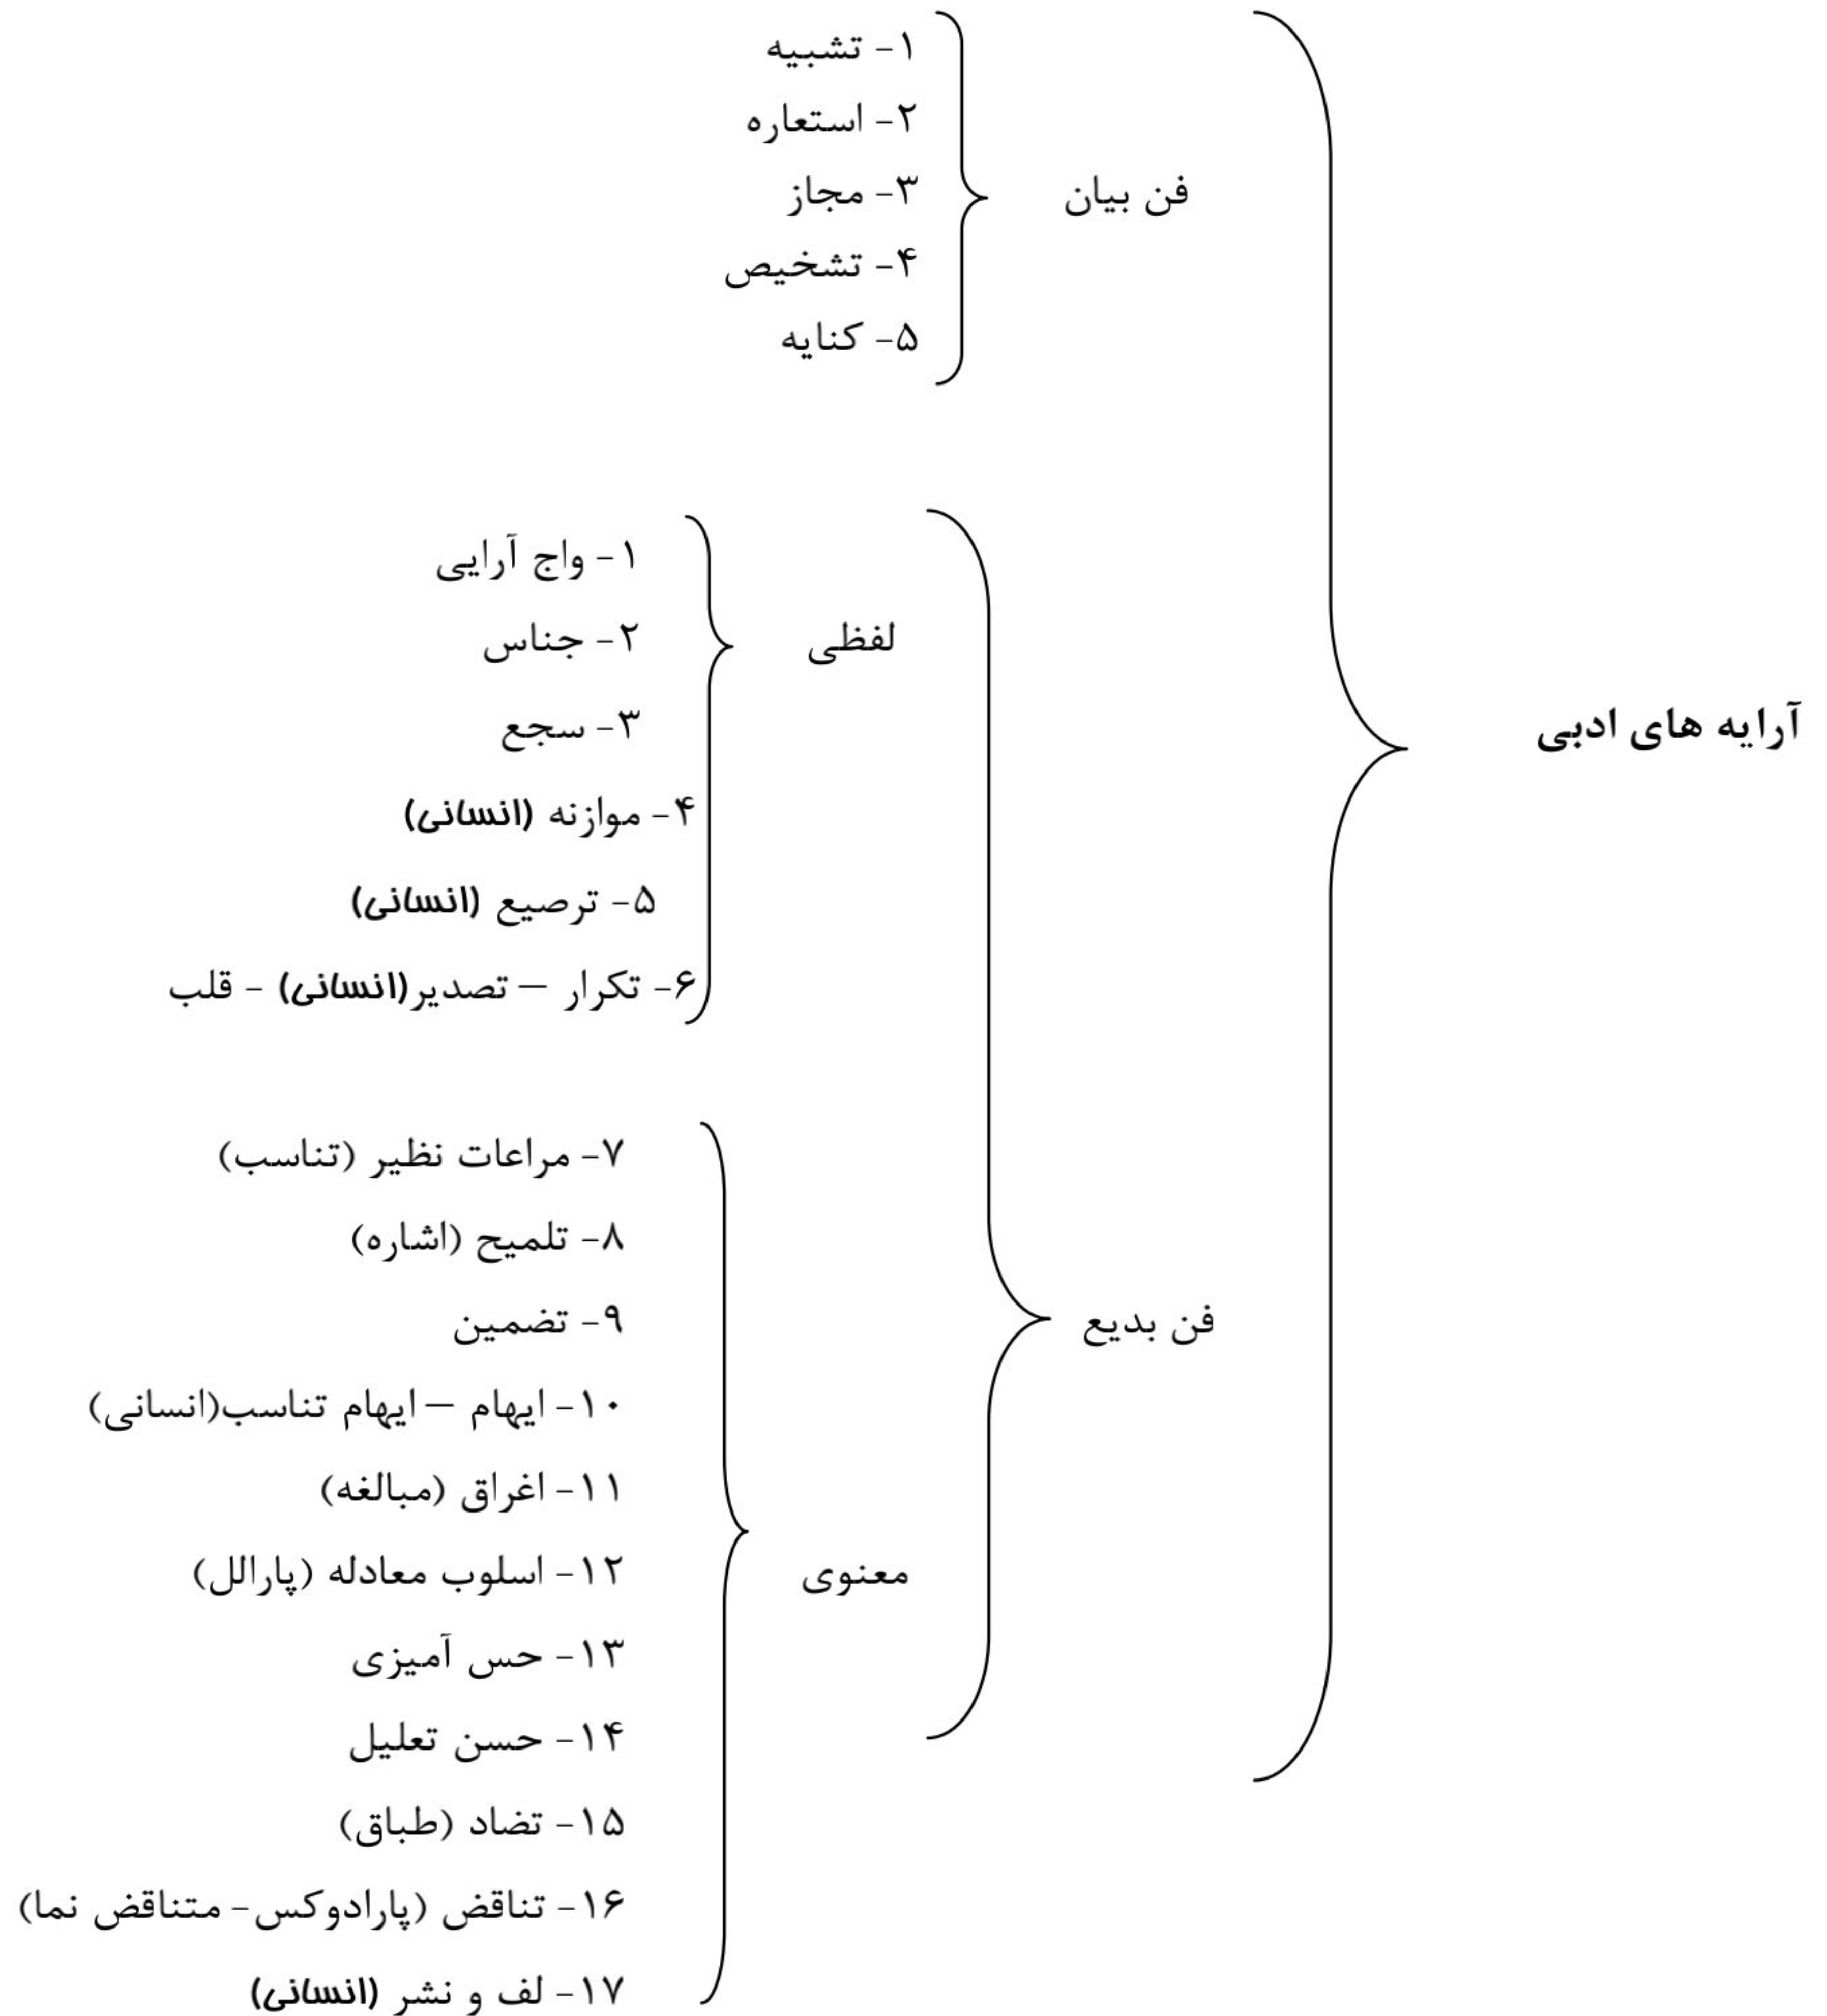 آرایه های ادبی
فن بیان
۱- تشبیه
۲- استعاره
۳- مجاز
۴- تشخیص
۵- کنایه
فن بدیع
لفظی
۱- واج آرایی
۲- جناس
۳- سجع
۴- موازنه (انسانی)
۵- ترصیع (انسانی)
۶- تکرار – تصدیر(انسانی) - قلب
معنوی
۷- مراعات نظیر (تناسب)
۸- تلمیح (اشاره)
۹- تضمین
۱۰- ایهام – ایهام تناسب(انسانی)
۱۱- اغراق (مبالغه)
۱۲- اسلوب معادله (پارالل)
۱۳- حس آمیزی
۱۴- حسن تعلیل
۱۵- تضاد (طباق)
۱۶- تناقض (پارادوکس- متناقض نما)
۱۷- لف و نشر (انسانی)